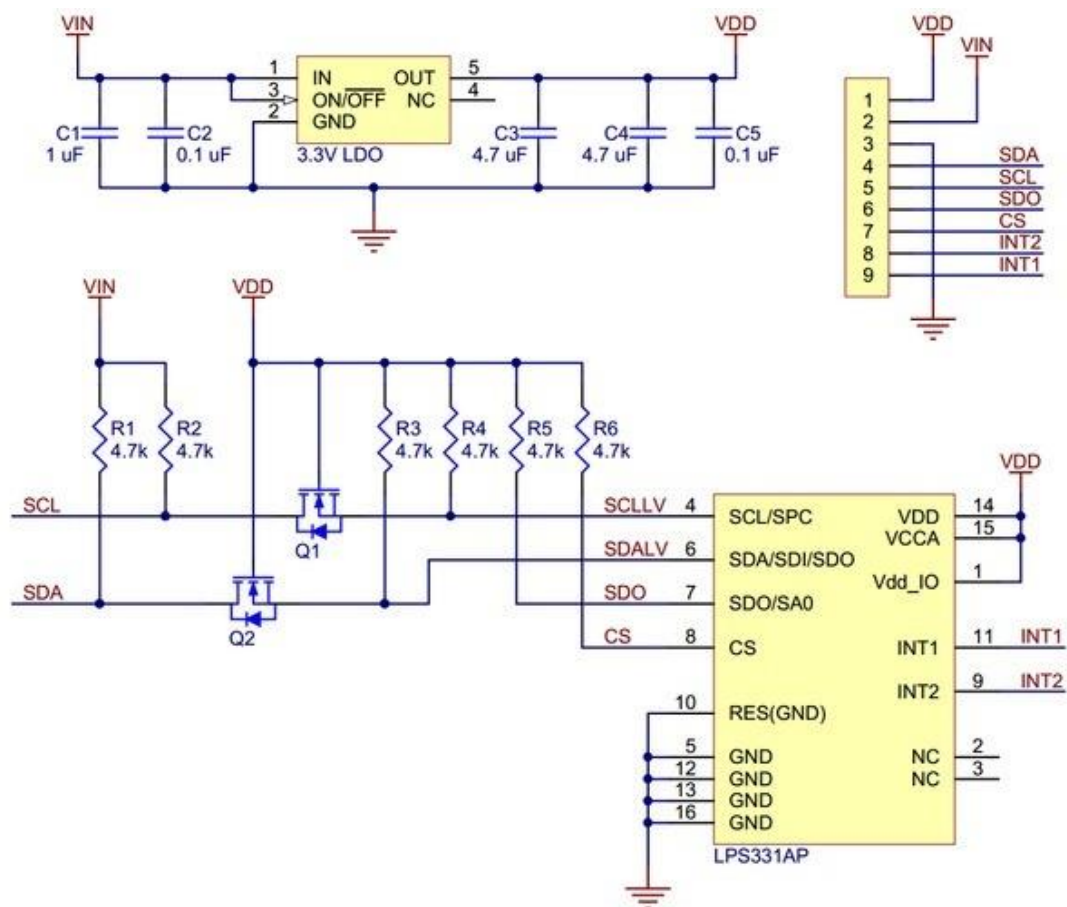 VIN
VDD
VDD
VIN
1 IN OUT 5
3 ON/OFF NC 4
2 GND
3.3V LDO
C1
1 uF
C2
0.1 uF
C3
4.7 uF
C4
4.7 uF
C5
0.1 uF
1
2
3
4 SDA
5 SCL
6 SDO
7 CS
8 INT2
9 INT1
VIN
VDD
R1
4.7k
R2
4.7k
R3
4.7k
R4
4.7k
R5
4.7k
R6
4.7k
SCL
Q1
SDA
Q2
VDD
SCLLV 4 SCL/SPC
SDALV 6 SDA/SDI/SDO
SDO 7 SDO/SA0
CS 8 CS
10 RES(GND)
5 GND
12 GND
13 GND
16 GND
VDD 14
VCCA 15
Vdd_IO 1
INT1 11 INT1
INT2 9 INT2
NC 2
NC 3
LPS331AP